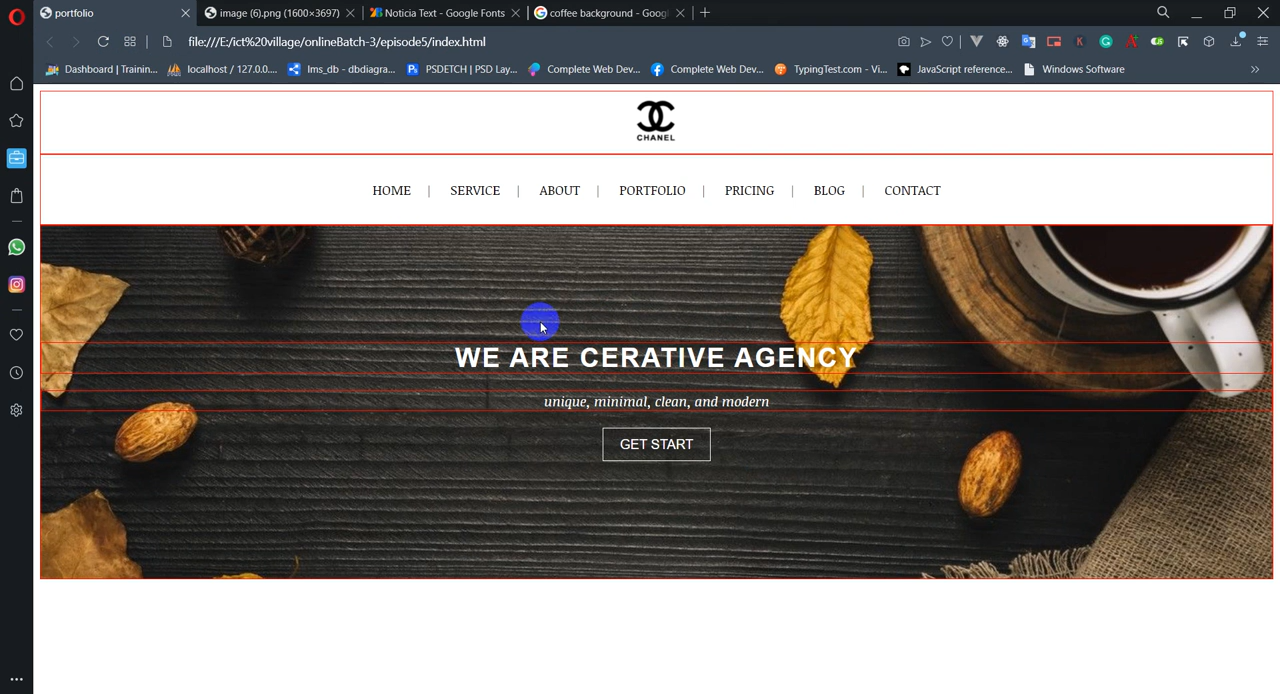 portfolio
image (6).png (1600×3697)
Noticia Text - Google Fonts
coffee background - Goog
file:///E:/ict%20village/onlineBatch-3/episode5/index.html
Dashboard | Trainin...
localhost / 127.0.0....
lms_db - dbdiagra...
PSDETCH | PSD Lay...
Complete Web Dev...
Complete Web Dev...
TypingTest.com - Vi...
JavaScript reference...
Windows Software
CHANEL
HOME | SERVICE | ABOUT | PORTFOLIO | PRICING | BLOG | CONTACT
WE ARE CERATIVE AGENCY
unique, minimal, clean, and modern
GET START